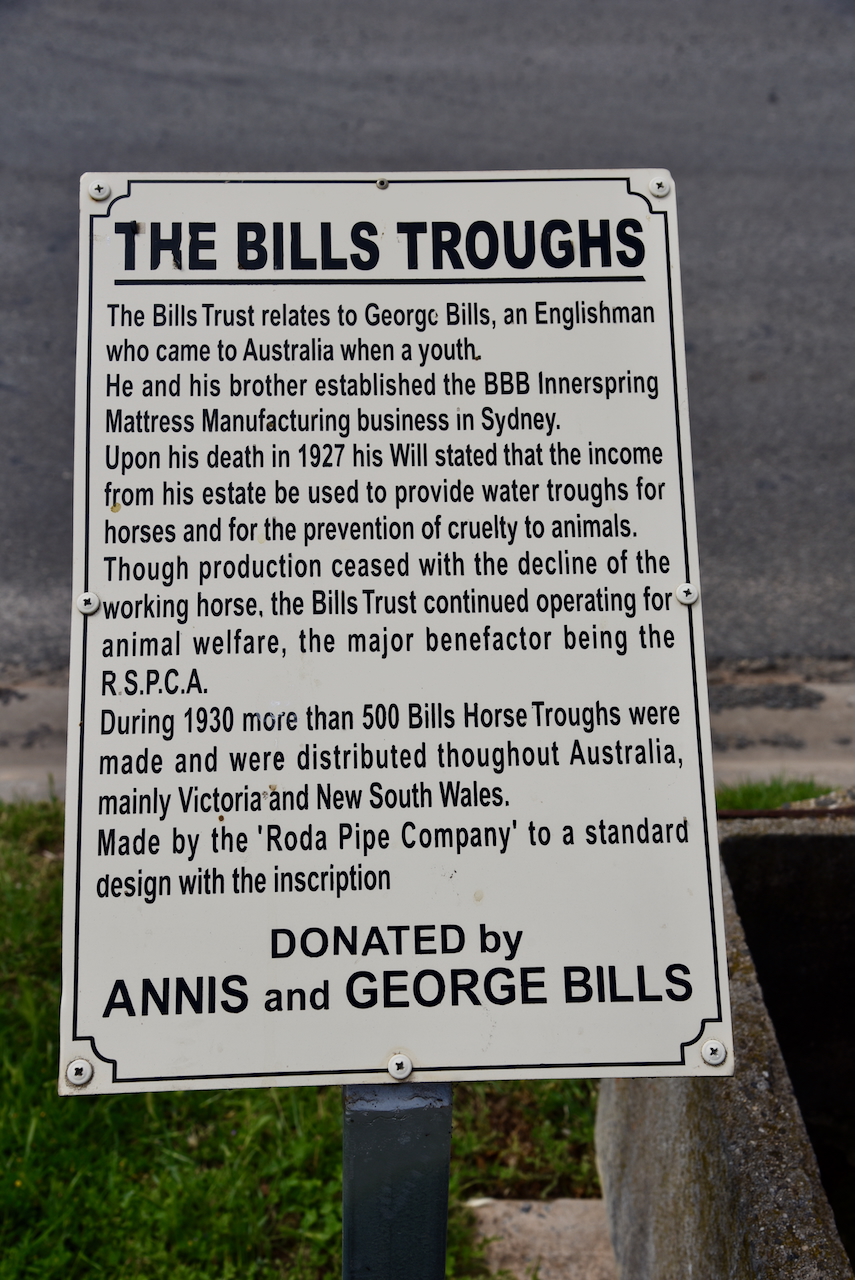 THE BILLS TROUGHS
The Bills Trust relates to George Bills, an Englishman
who came to Australia when a youth.
He and his brother established the BBB Innerspring
Mattress Manufacturing business in Sydney.
Upon his death in 1927 his Will stated that the income
from his estate be used to provide water troughs for
horses and for the prevention of cruelty to animals.
Though production ceased with the decline of the
working horse, the Bills Trust continued operating for
animal welfare, the major benefactor being the
R.S.P.C.A.
During 1930 more than 500 Bills Horse Troughs were
made and were distributed thoughout Australia,
mainly Victoria and New South Wales.
Made by the 'Roda Pipe Company' to a standard
design with the inscription
DONATED by
ANNIS and GEORGE BILLS